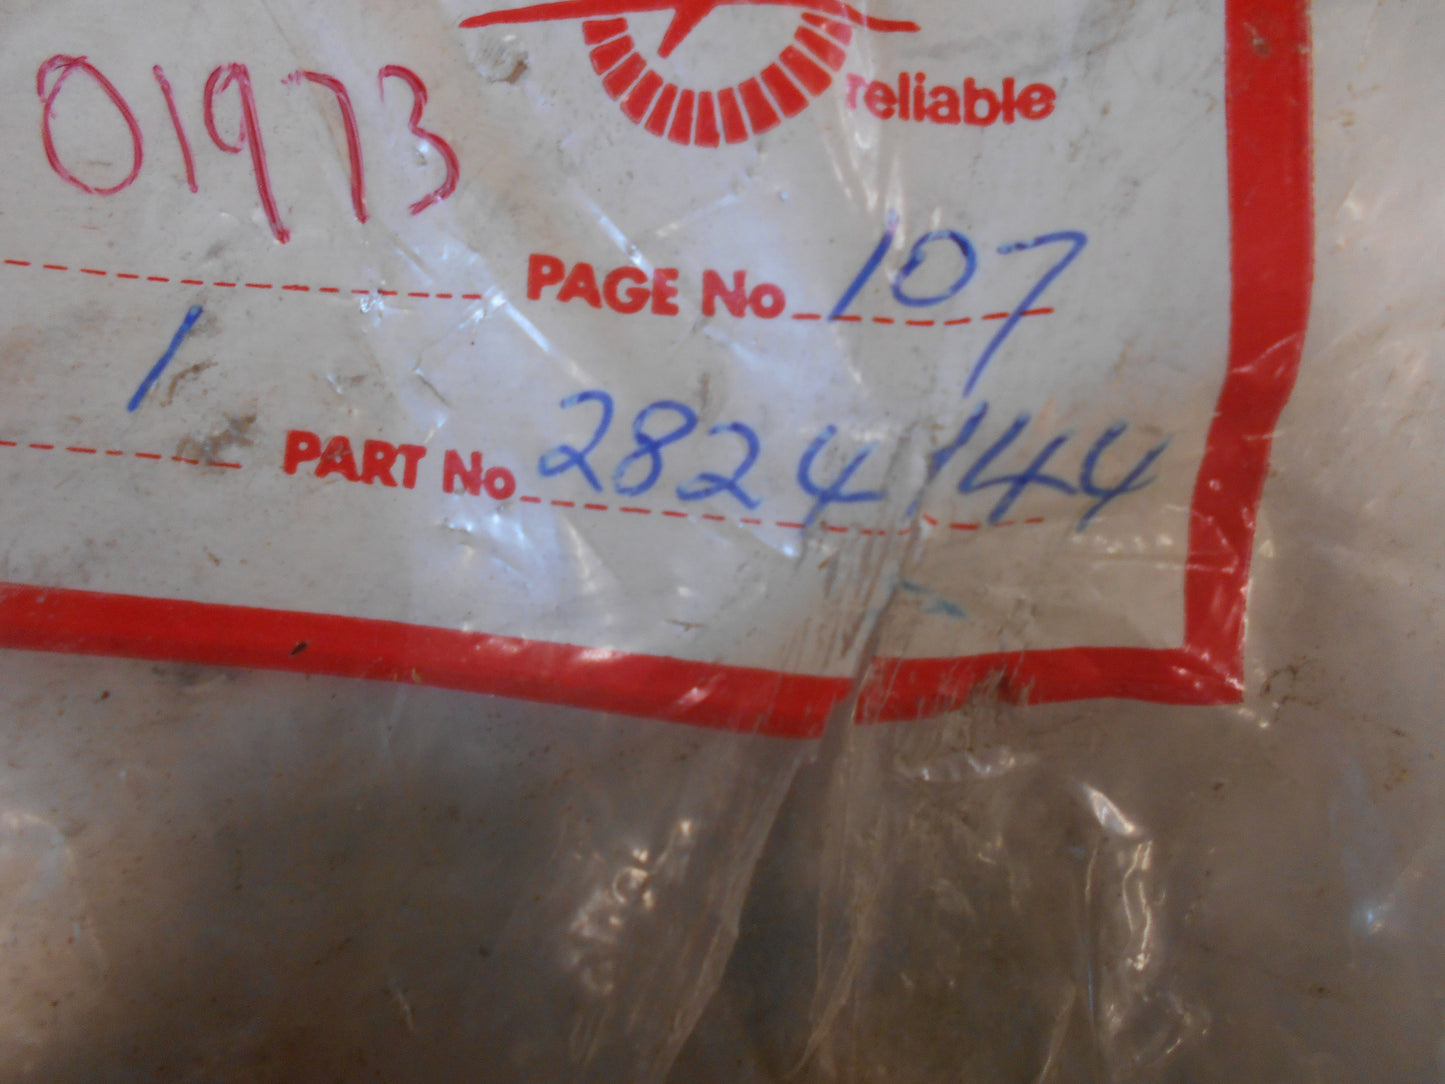 reliable
01973
PAGE No 107
1
PART No 2824144